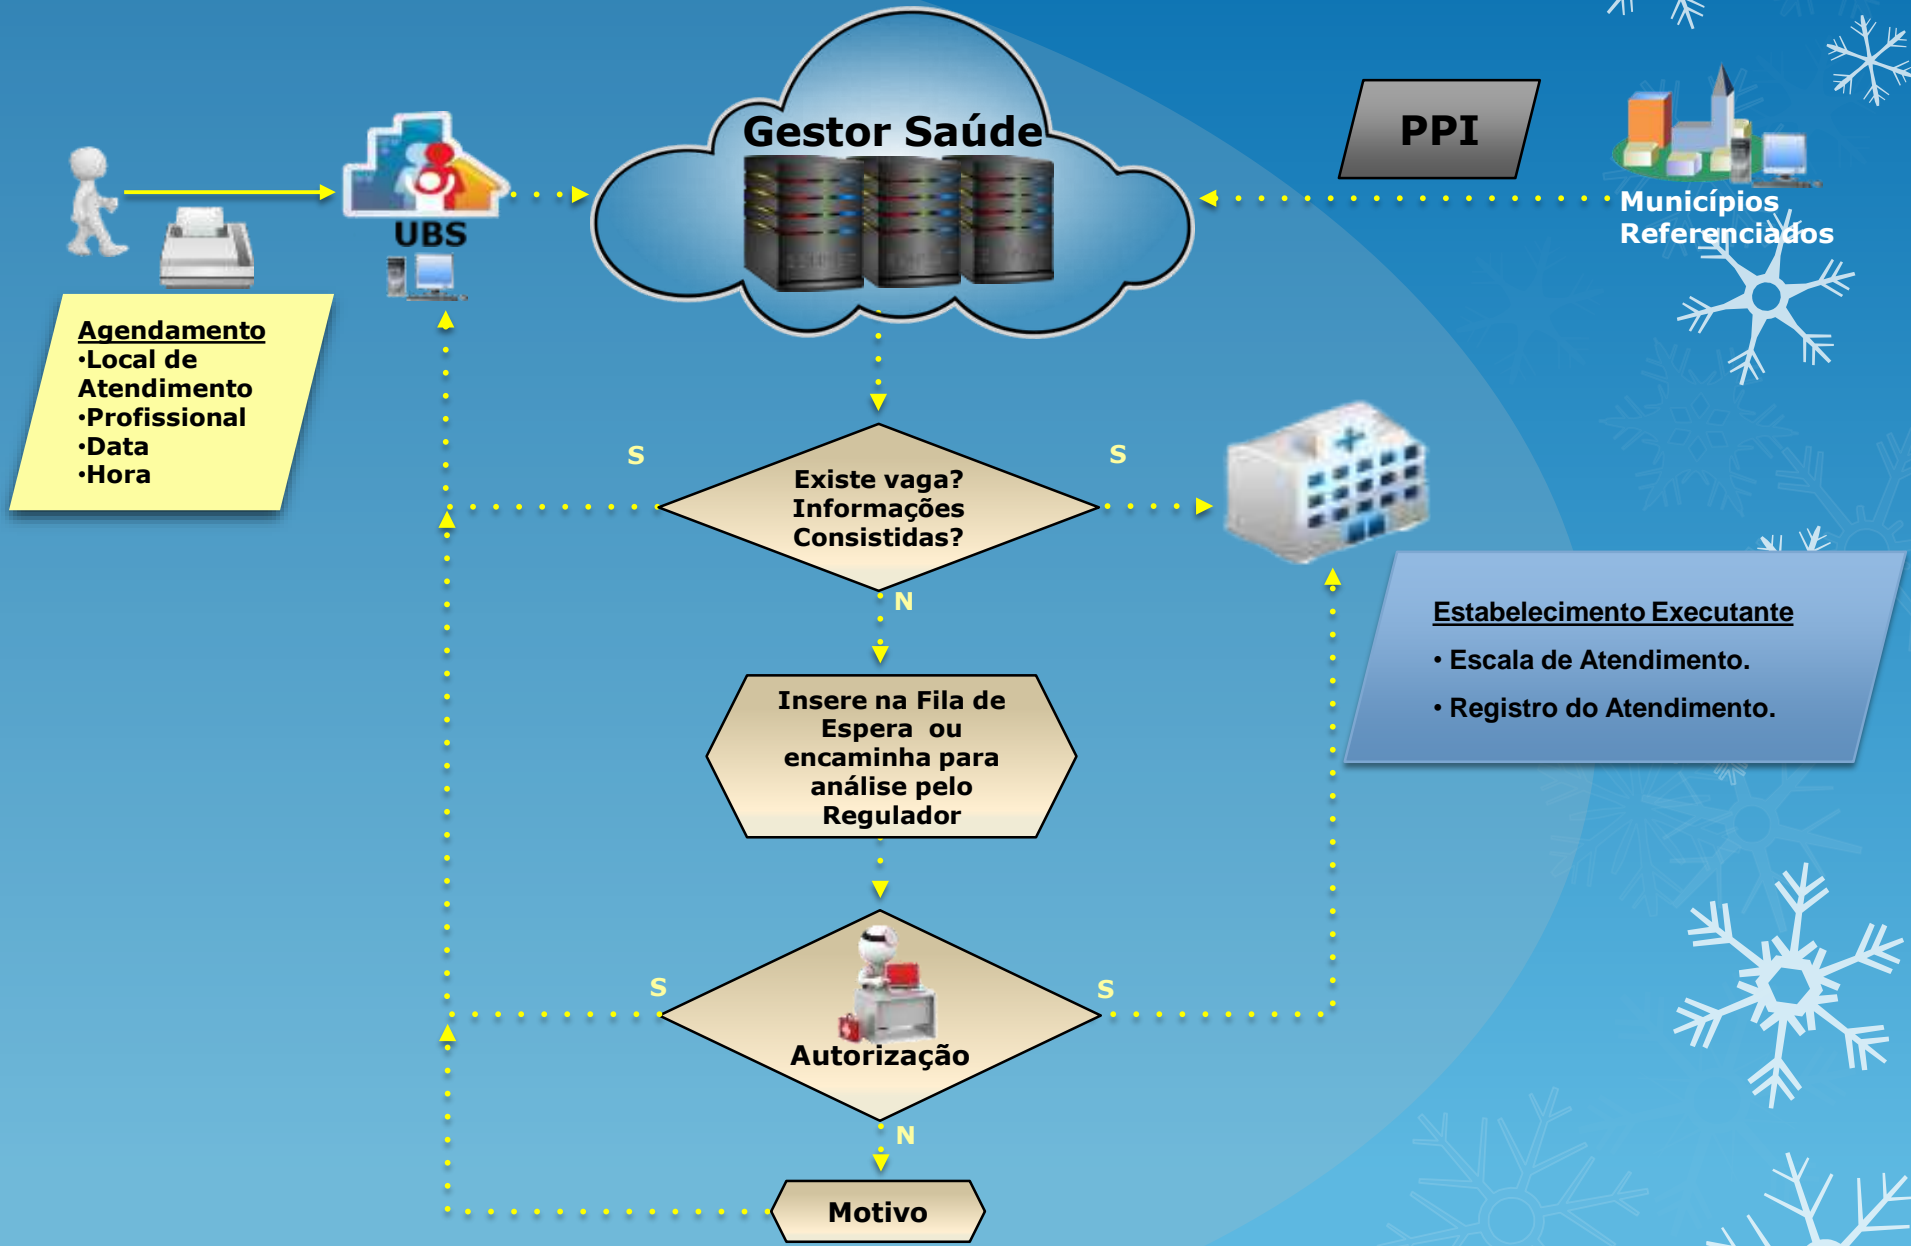 Gestor Saúde
PPI
Municípios
Referenciados
UBS
Agendamento
•Local de
Atendimento
•Profissional
•Data
•Hora
S
S
Existe vaga?
Informações
Consistidas?
N
Estabelecimento Executante
• Escala de Atendimento.
• Registro do Atendimento.
Insere na Fila de
Espera ou
encaminha para
análise pelo
Regulador
S
S
Autorização
N
Motivo